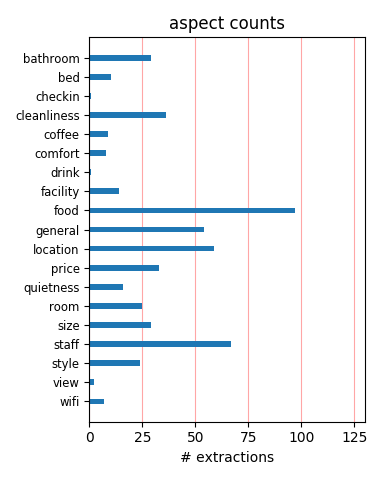 aspect counts
bathroom
bed
checkin
cleanliness
coffee
comfort
drink
facility
food
general
location
price
quietness
room
size
staff
style
view
wifi
0 25 50 75 100 125
# extractions